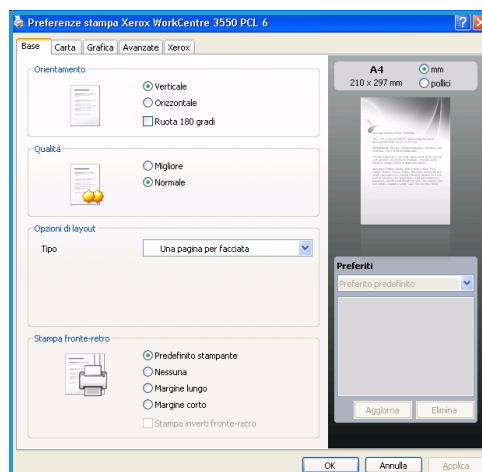 Preferenze stampa Xerox WorkCentre 3550 PCL 6
Base Carta Grafica Avanzate Xerox
Orientamento
Verticale
Orizzontale
Ruota 180 gradi
Qualità
Migliore
Normale
Opzioni di layout
Tipo
Una pagina per facciata
Stampa fronte-retro
Predefinito stampante
Nessuna
Margine lungo
Margine corto
Stampa inverti fronte-retro
A4
210 x 297 mm
mm
pollici
Preferiti
Preferito predefinito
Aggiorna Elimina
OK Annulla Applica